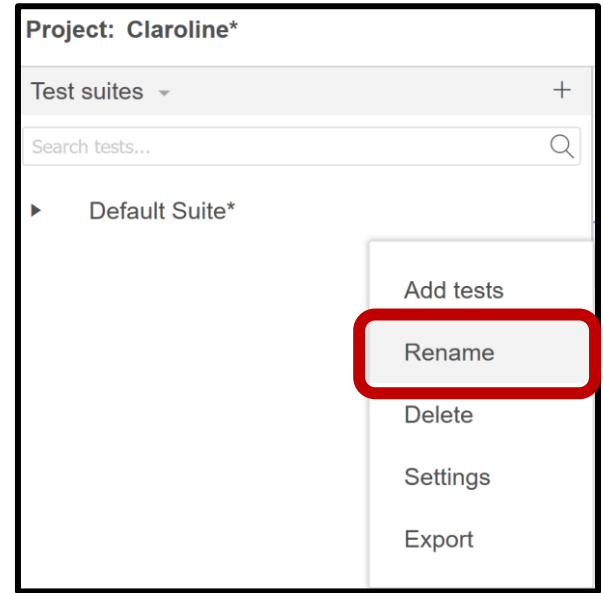 Project: Claroline*
Test suites
Search tests...
Default Suite*
Add tests
Rename
Delete
Settings
Export